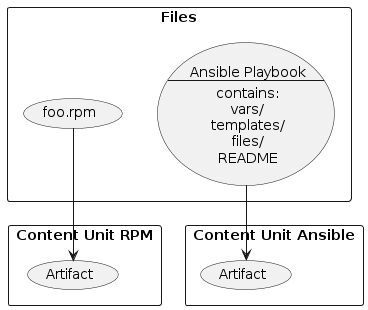 Files
foo.rpm
Ansible Playbook
contains:
vars/
templates/
files/
README
Content Unit RPM
Content Unit Ansible
Artifact
Artifact